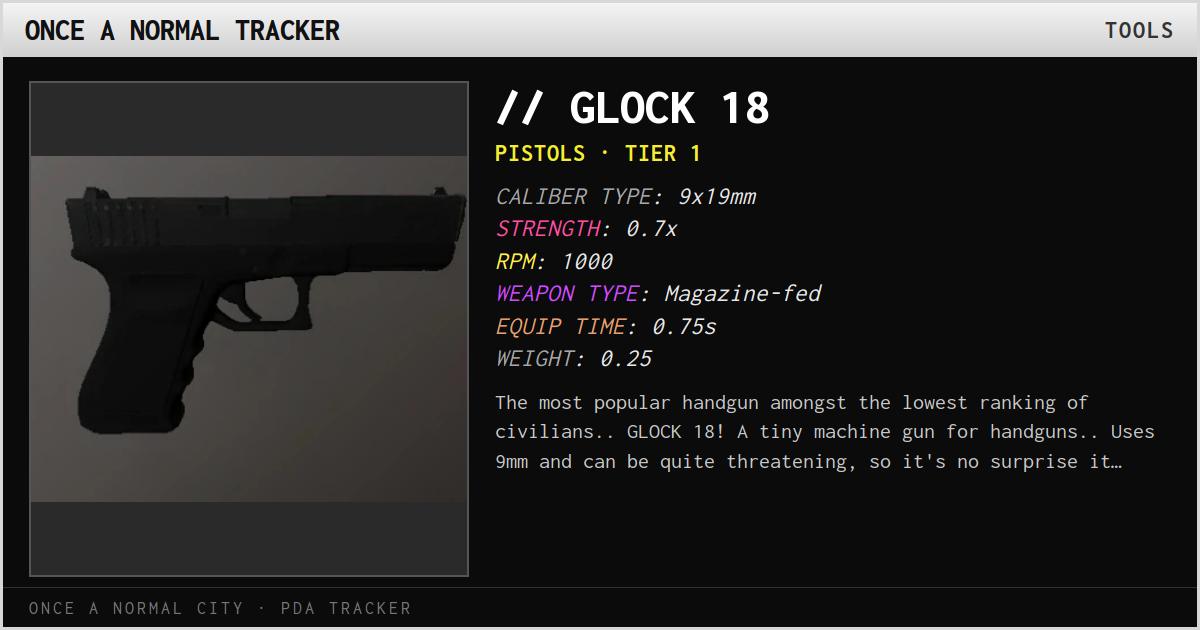 ONCE A NORMAL TRACKER
TOOLS
// GLOCK 18
PISTOLS · TIER 1
CALIBER TYPE: 9x19mm
STRENGTH: 0.7x
RPM: 1000
WEAPON TYPE: Magazine-fed
EQUIP TIME: 0.75s
WEIGHT: 0.25
The most popular handgun amongst the lowest ranking of
civilians.. GLOCK 18! A tiny machine gun for handguns.. Uses
9mm and can be quite threatening, so it's no surprise it…
ONCE A NORMAL CITY · PDA TRACKER